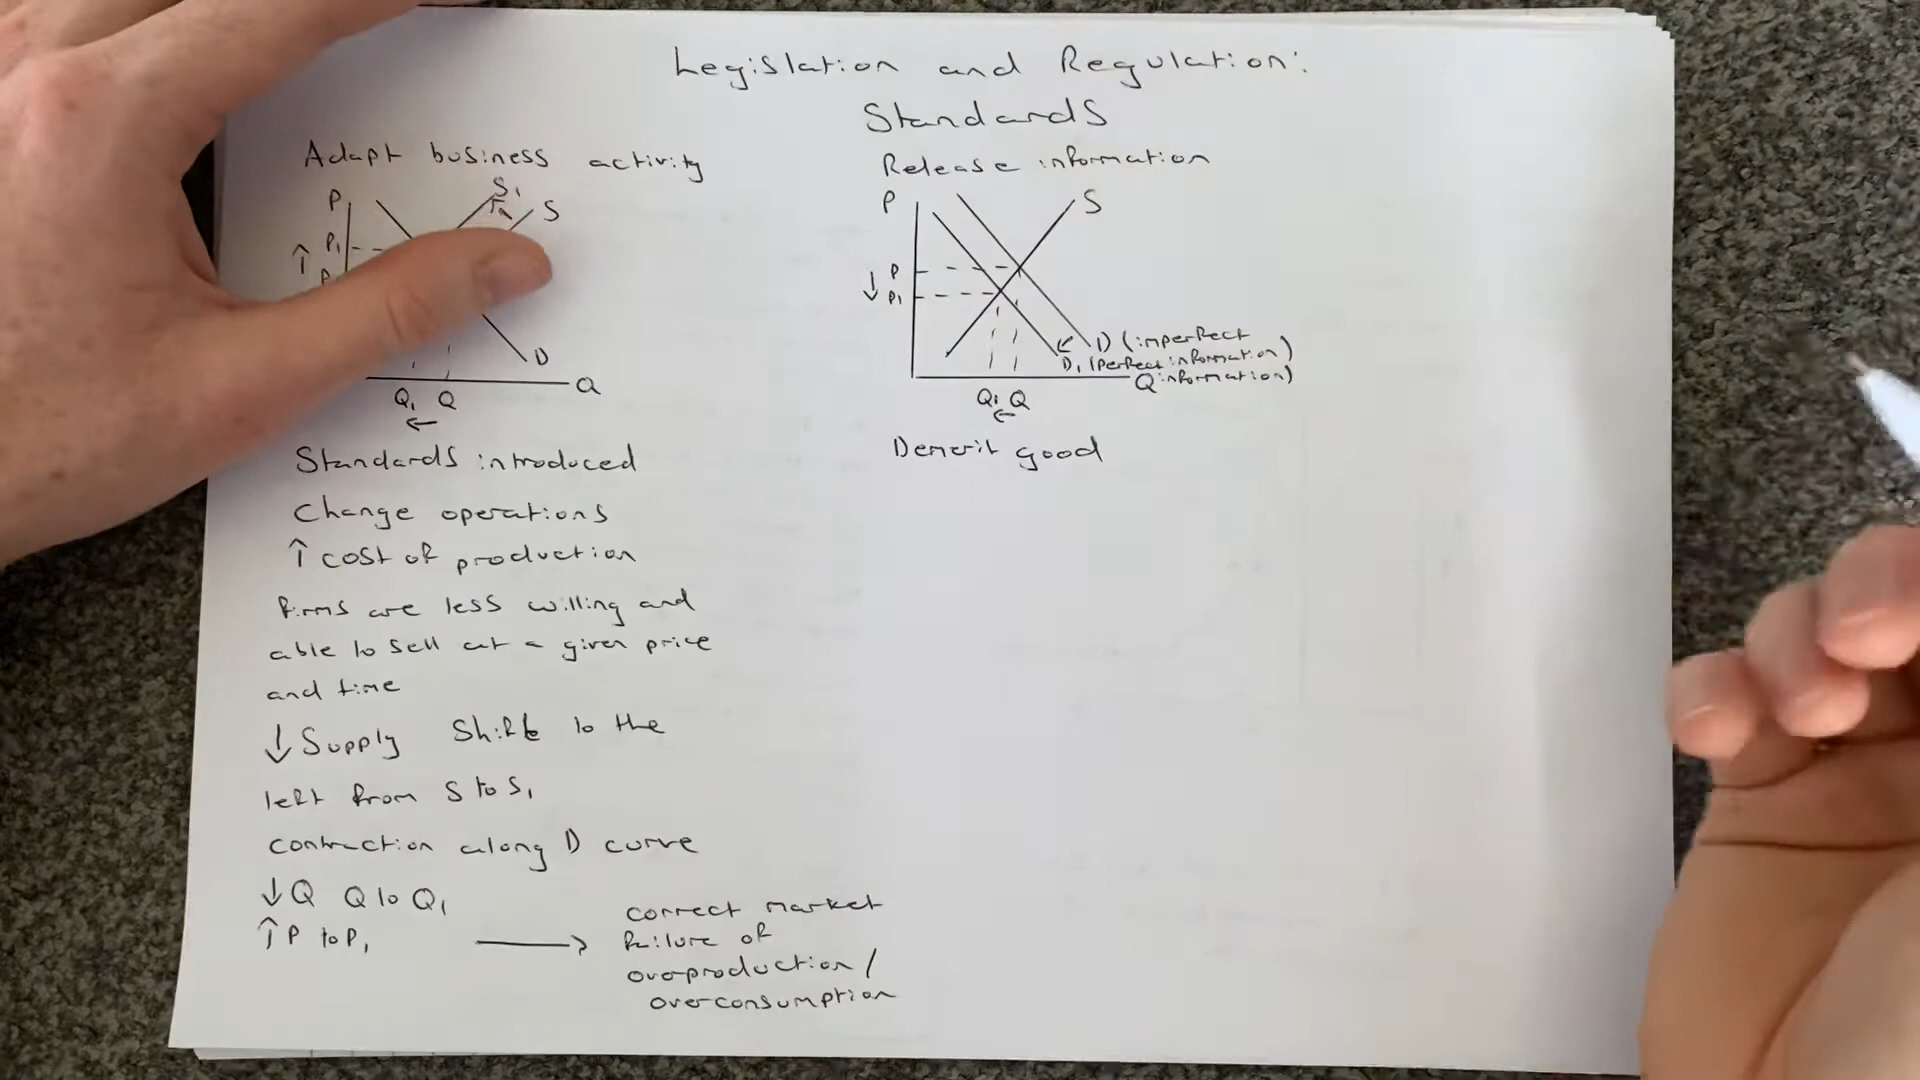 Legislation and Regulation:
Standards
Adapt business activity
P
S₁
S
P₁
P
D
Q
Q₁ Q
Standards introduced
Change operations
↑ cost of production
firms are less willing and
able to sell at a given price
and time
↓ Supply shift to the
left from S to S₁
contraction along D curve
↓ Q Q to Q₁
↑ P to P₁
correct market
failure of
overproduction /
overconsumption
Release information
P
S
P
P₁
D (imperfect
D₁ (perfect information)
Q information)
Q₁ Q
Demerit good